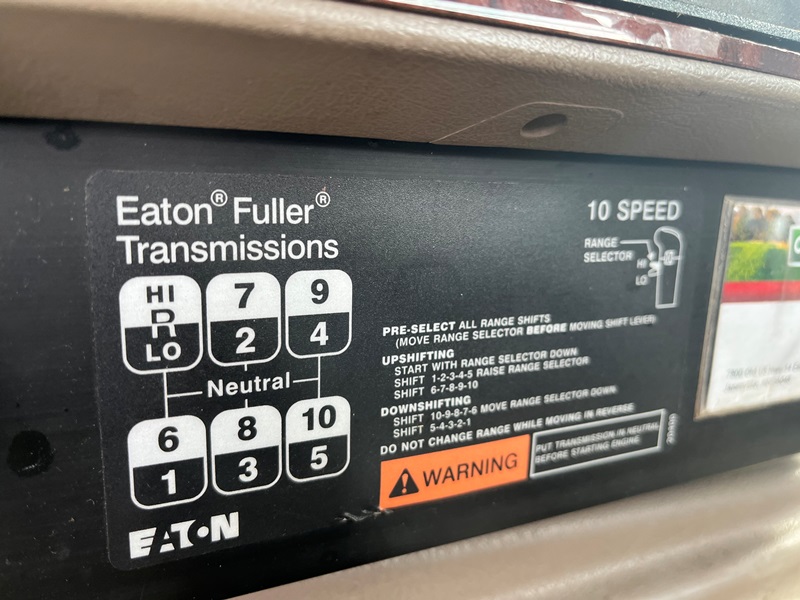 Eaton® Fuller®
Transmissions
10 SPEED
RANGE
SELECTOR
HI
LO
HI
R
LO
7
2
9
4
Neutral
6
1
8
3
10
5
EATON
PRE-SELECT ALL RANGE SHIFTS
(MOVE RANGE SELECTOR BEFORE MOVING SHIFT LEVER)
UPSHIFTING
START WITH RANGE SELECTOR DOWN
SHIFT 1-2-3-4-5 RAISE RANGE SELECTOR
SHIFT 6-7-8-9-10
DOWNSHIFTING
SHIFT 10-9-8-7-6 MOVE RANGE SELECTOR DOWN
SHIFT 5-4-3-2-1
DO NOT CHANGE RANGE WHILE MOVING IN REVERSE
WARNING
PUT TRANSMISSION IN NEUTRAL
BEFORE STARTING ENGINE